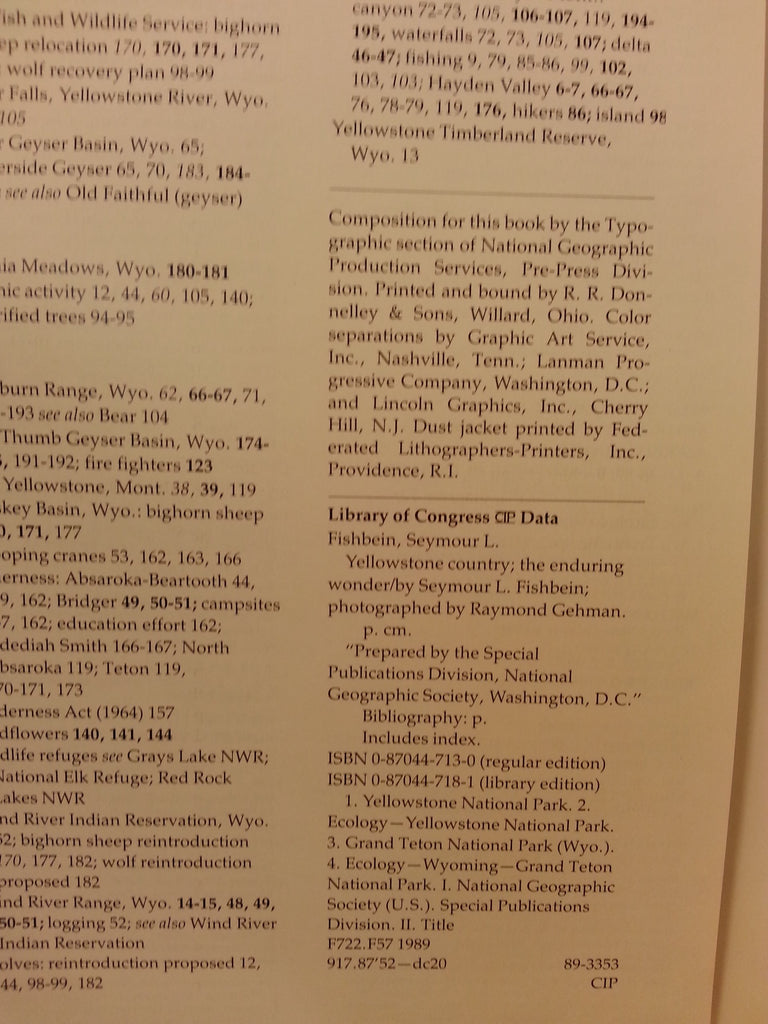 ish and Wildlife Service: bighorn
ep relocation 170, 170, 171, 177,
wolf recovery plan 98-99
Falls, Yellowstone River, Wyo.
105
Geyser Basin, Wyo. 65;
erside Geyser 65, 70, 183, 184-
see also Old Faithful (geyser)
ia Meadows, Wyo. 180-181
nic activity 12, 44, 60, 105, 140;
ified trees 94-95
burn Range, Wyo. 62, 66-67, 71,
-193 see also Bear 104
Thumb Geyser Basin, Wyo. 174-
, 191-192; fire fighters 123
Yellowstone, Mont. 38, 39, 119
key Basin, Wyo.: bighorn sheep
0, 171, 177
oping cranes 53, 162, 163, 166
erness: Absaroka-Beartooth 44,
9, 162; Bridger 49, 50-51; campsites
7, 162; education effort 162;
dediah Smith 166-167; North
bsaroka 119; Teton 119,
70-171, 173
derness Act (1964) 157
dflowers 140, 141, 144
dlife refuges see Grays Lake NWR;
National Elk Refuge; Red Rock
akes NWR
nd River Indian Reservation, Wyo.
52; bighorn sheep reintroduction
170, 177, 182; wolf reintroduction
proposed 182
ind River Range, Wyo. 14-15, 48, 49,
50-51; logging 52; see also Wind River
Indian Reservation
olves: reintroduction proposed 12,
44, 98-99, 182
canyon 72-73, 105, 106-107, 119, 194-
195, waterfalls 72, 73, 105, 107; delta
46-47; fishing 9, 79, 85-86, 99, 102,
103, 103; Hayden Valley 6-7, 66-67,
76, 78-79, 119, 176, hikers 86; island 98
Yellowstone Timberland Reserve,
Wyo. 13
Composition for this book by the Typo-
graphic section of National Geographic
Production Services, Pre-Press Divi-
sion. Printed and bound by R. R. Don-
nelley & Sons, Willard, Ohio. Color
separations by Graphic Art Service,
Inc., Nashville, Tenn.; Lanman Pro-
gressive Company, Washington, D.C.;
and Lincoln Graphics, Inc., Cherry
Hill, N.J. Dust jacket printed by Fed-
erated Lithographers-Printers, Inc.,
Providence, R.I.
Library of Congress CIP Data
Fishbein, Seymour L.
Yellowstone country; the enduring
wonder/by Seymour L. Fishbein;
photographed by Raymond Gehman.
p. cm.
"Prepared by the Special
Publications Division, National
Geographic Society, Washington, D.C."
Bibliography: p.
Includes index.
ISBN 0-87044-713-0 (regular edition)
ISBN 0-87044-718-1 (library edition)
1. Yellowstone National Park. 2.
Ecology—Yellowstone National Park.
3. Grand Teton National Park (Wyo.).
4. Ecology—Wyoming—Grand Teton
National Park. I. National Geographic
Society (U.S.). Special Publications
Division. II. Title
F722.F57 1989
917.87'52—dc20 89-3353
CIP